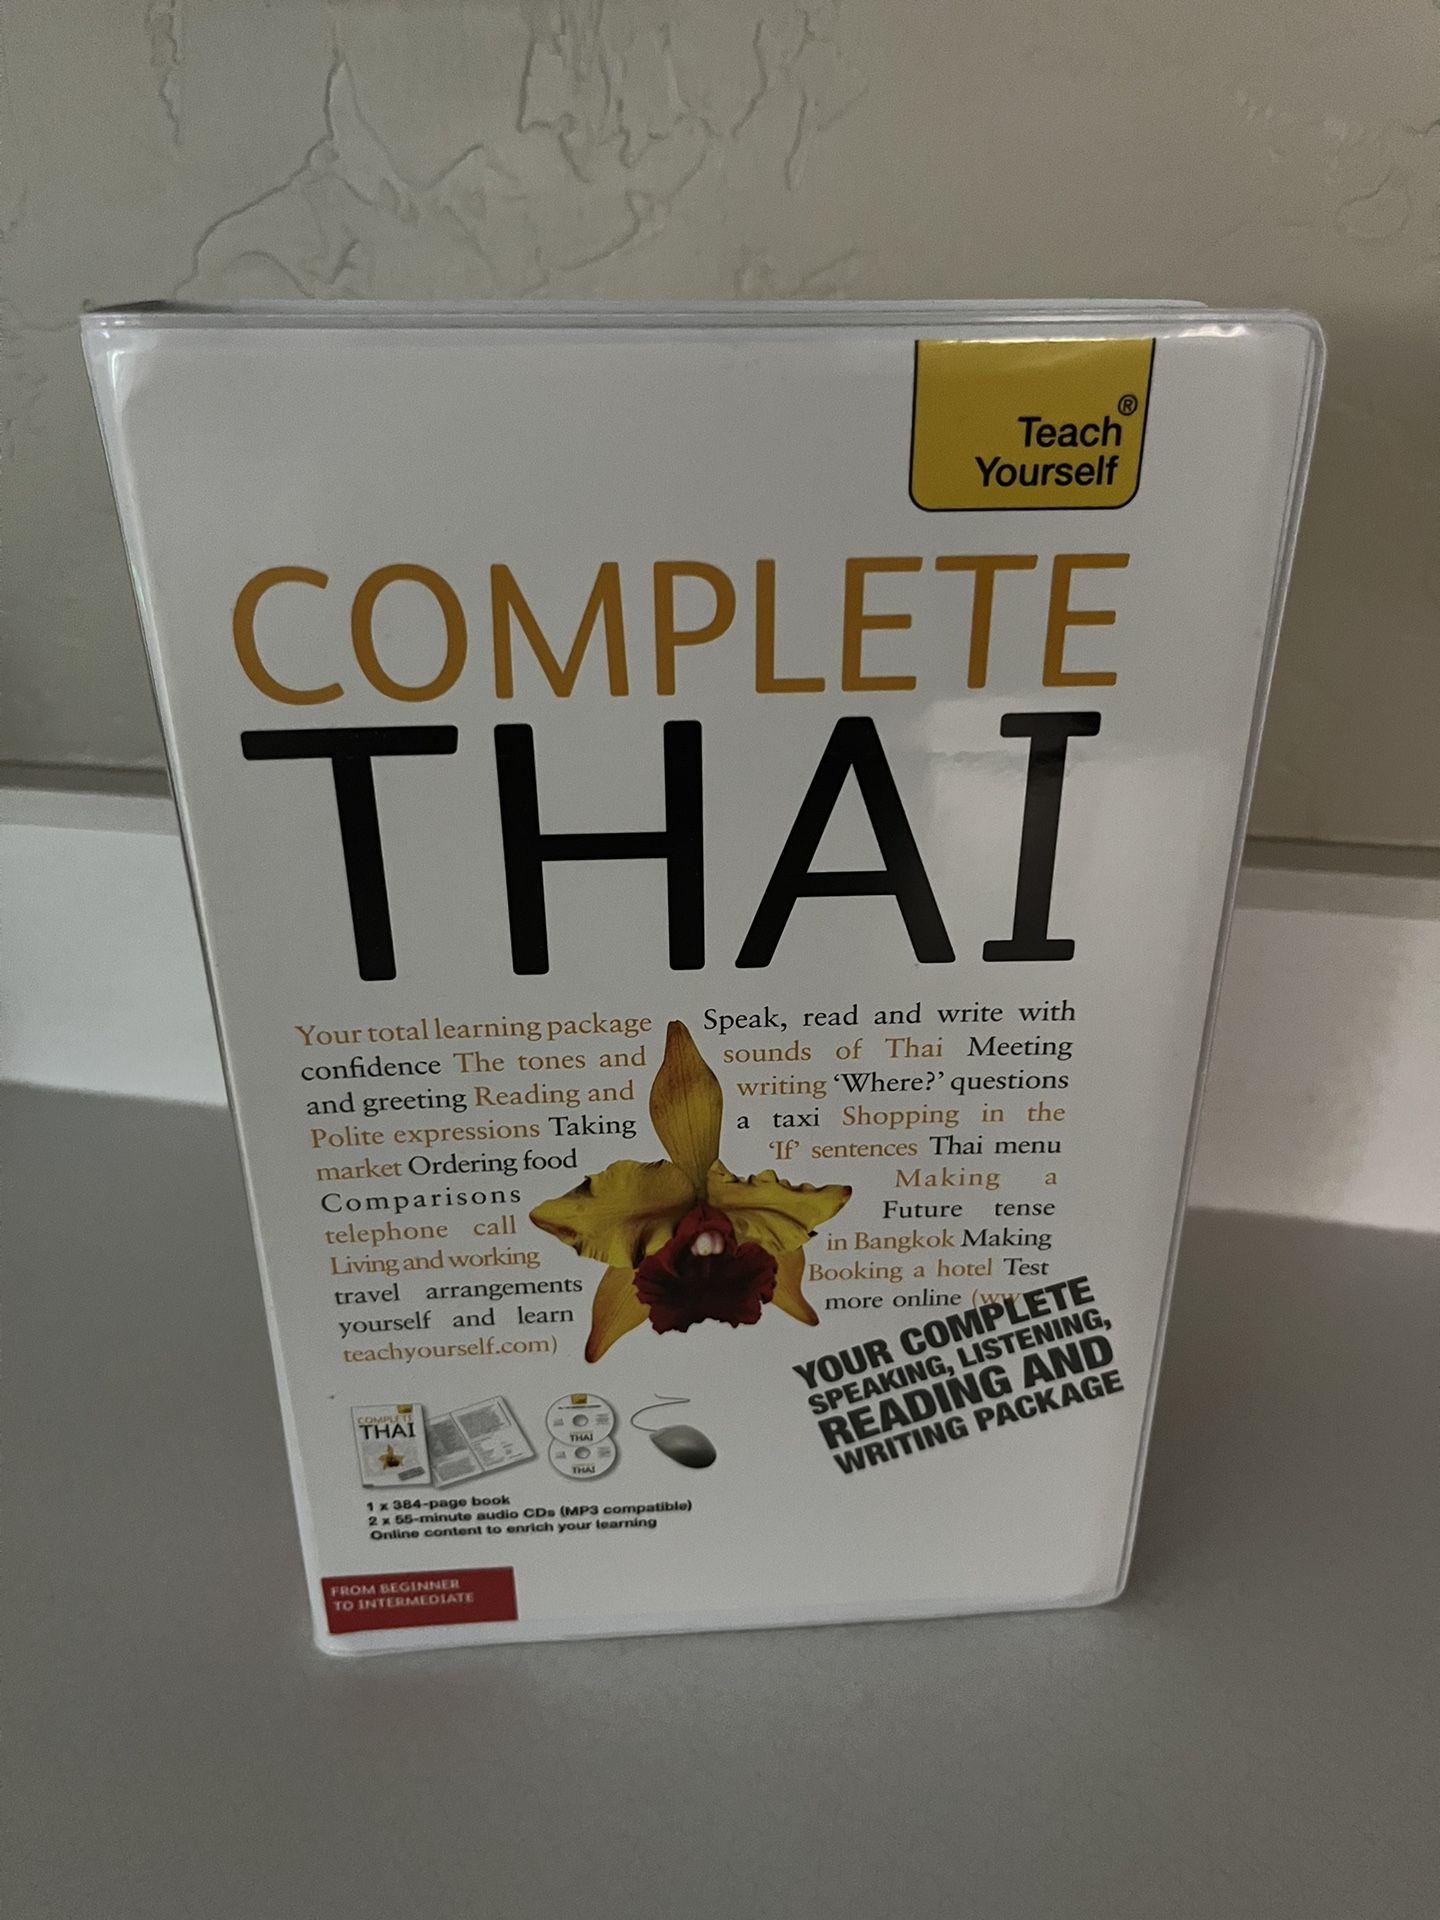 Teach®
Yourself
COMPLETE
THAI
Your total learning package Speak, read and write with
confidence The tones and sounds of Thai Meeting
and greeting Reading and writing ‘Where?’ questions
Polite expressions Taking a taxi Shopping in the
market Ordering food ‘If’ sentences Thai menu
Comparisons Making a
telephone call Future tense
Living and working in Bangkok Making
travel arrangements Booking a hotel Test
yourself and learn more online (ww
teachyourself.com)
YOUR COMPLETE
SPEAKING, LISTENING,
READING AND
WRITING PACKAGE
COMPLETE
THAI
THAI
THAI
1 x 384-page book
2 x 55-minute audio CDs (MP3 compatible)
Online content to enrich your learning
FROM BEGINNER
TO INTERMEDIATE